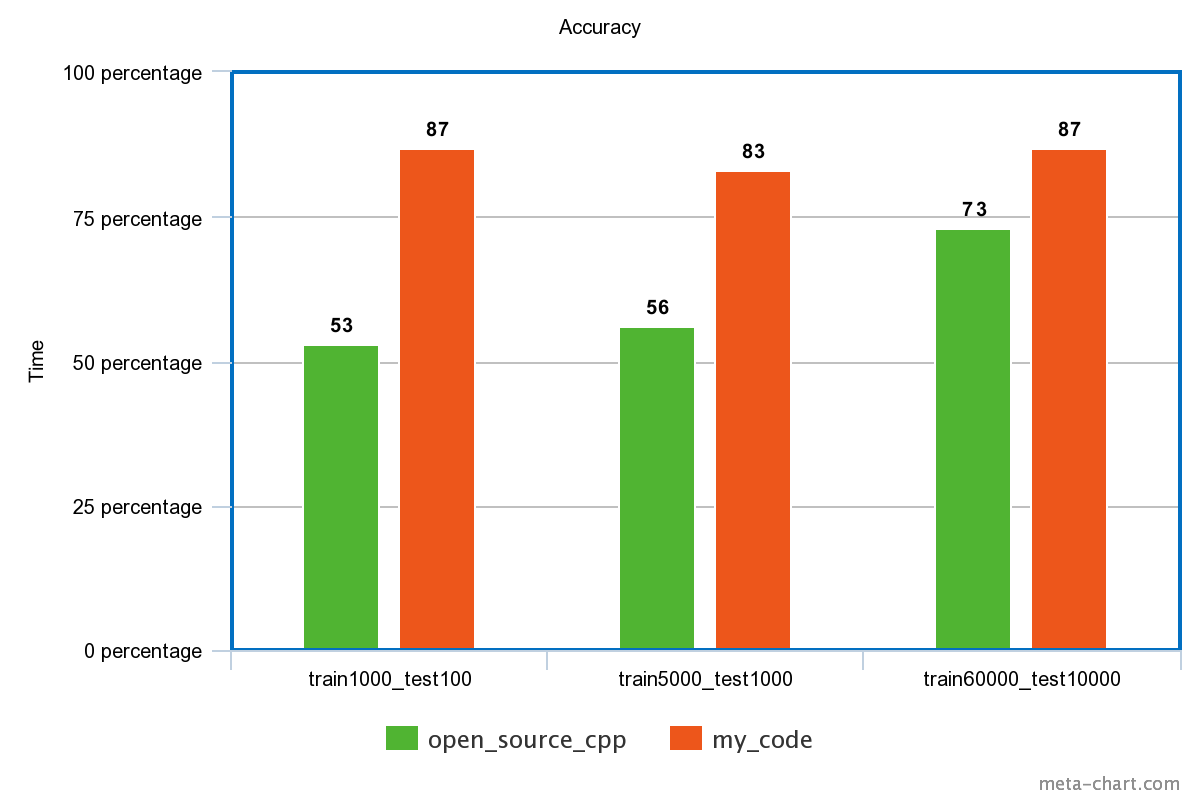 Accuracy
100 percentage
75 percentage
50 percentage
25 percentage
0 percentage
Time
53
87
56
83
73
87
train1000_test100
train5000_test1000
train60000_test10000
open_source_cpp
my_code
meta-chart.com